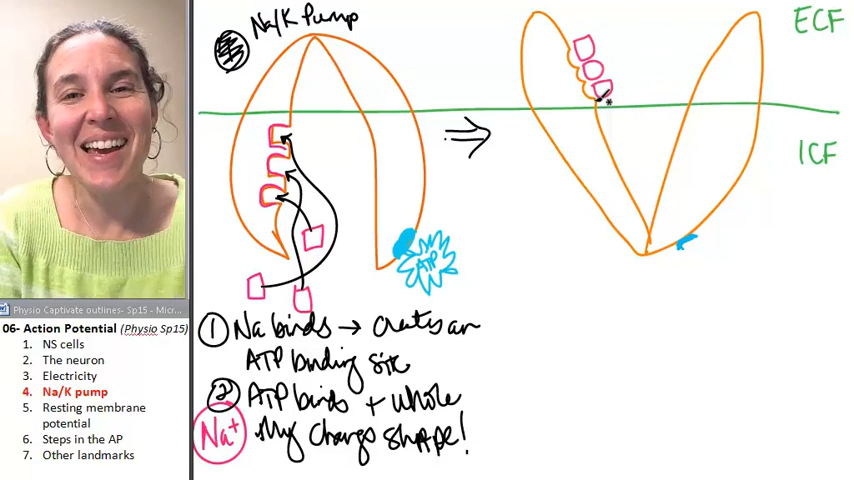 Na/K Pump
ECF
ICF
ATP
① Na binds → creates an
ATP binding site
② ATP binds + whole
thg change shape!
Na+
Physio Captivate outlines- Sp15 - Micr...
06- Action Potential (Physio Sp15)
1. NS cells
2. The neuron
3. Electricity
4. Na/K pump
5. Resting membrane
potential
6. Steps in the AP
7. Other landmarks